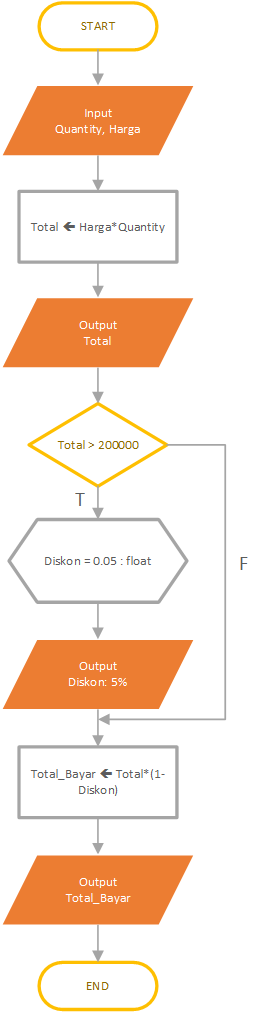 START
Input
Quantity, Harga
Total 🡸 Harga*Quantity
Output
Total
Total > 200000
T
F
Diskon = 0.05 : float
Output
Diskon: 5%
Total_Bayar 🡸 Total*(1-
Diskon)
Output
Total_Bayar
END